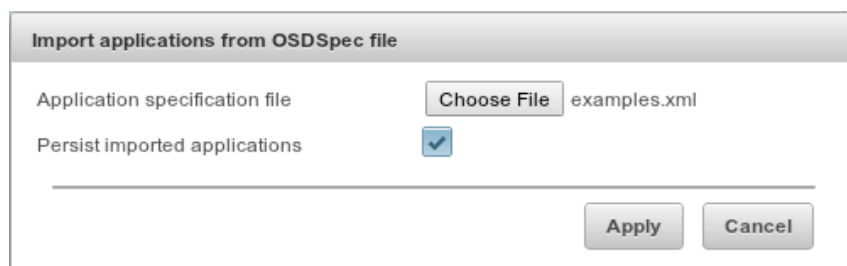 Import applications from OSDSpec file
Application specification file Choose File examples.xml
Persist imported applications
Apply Cancel